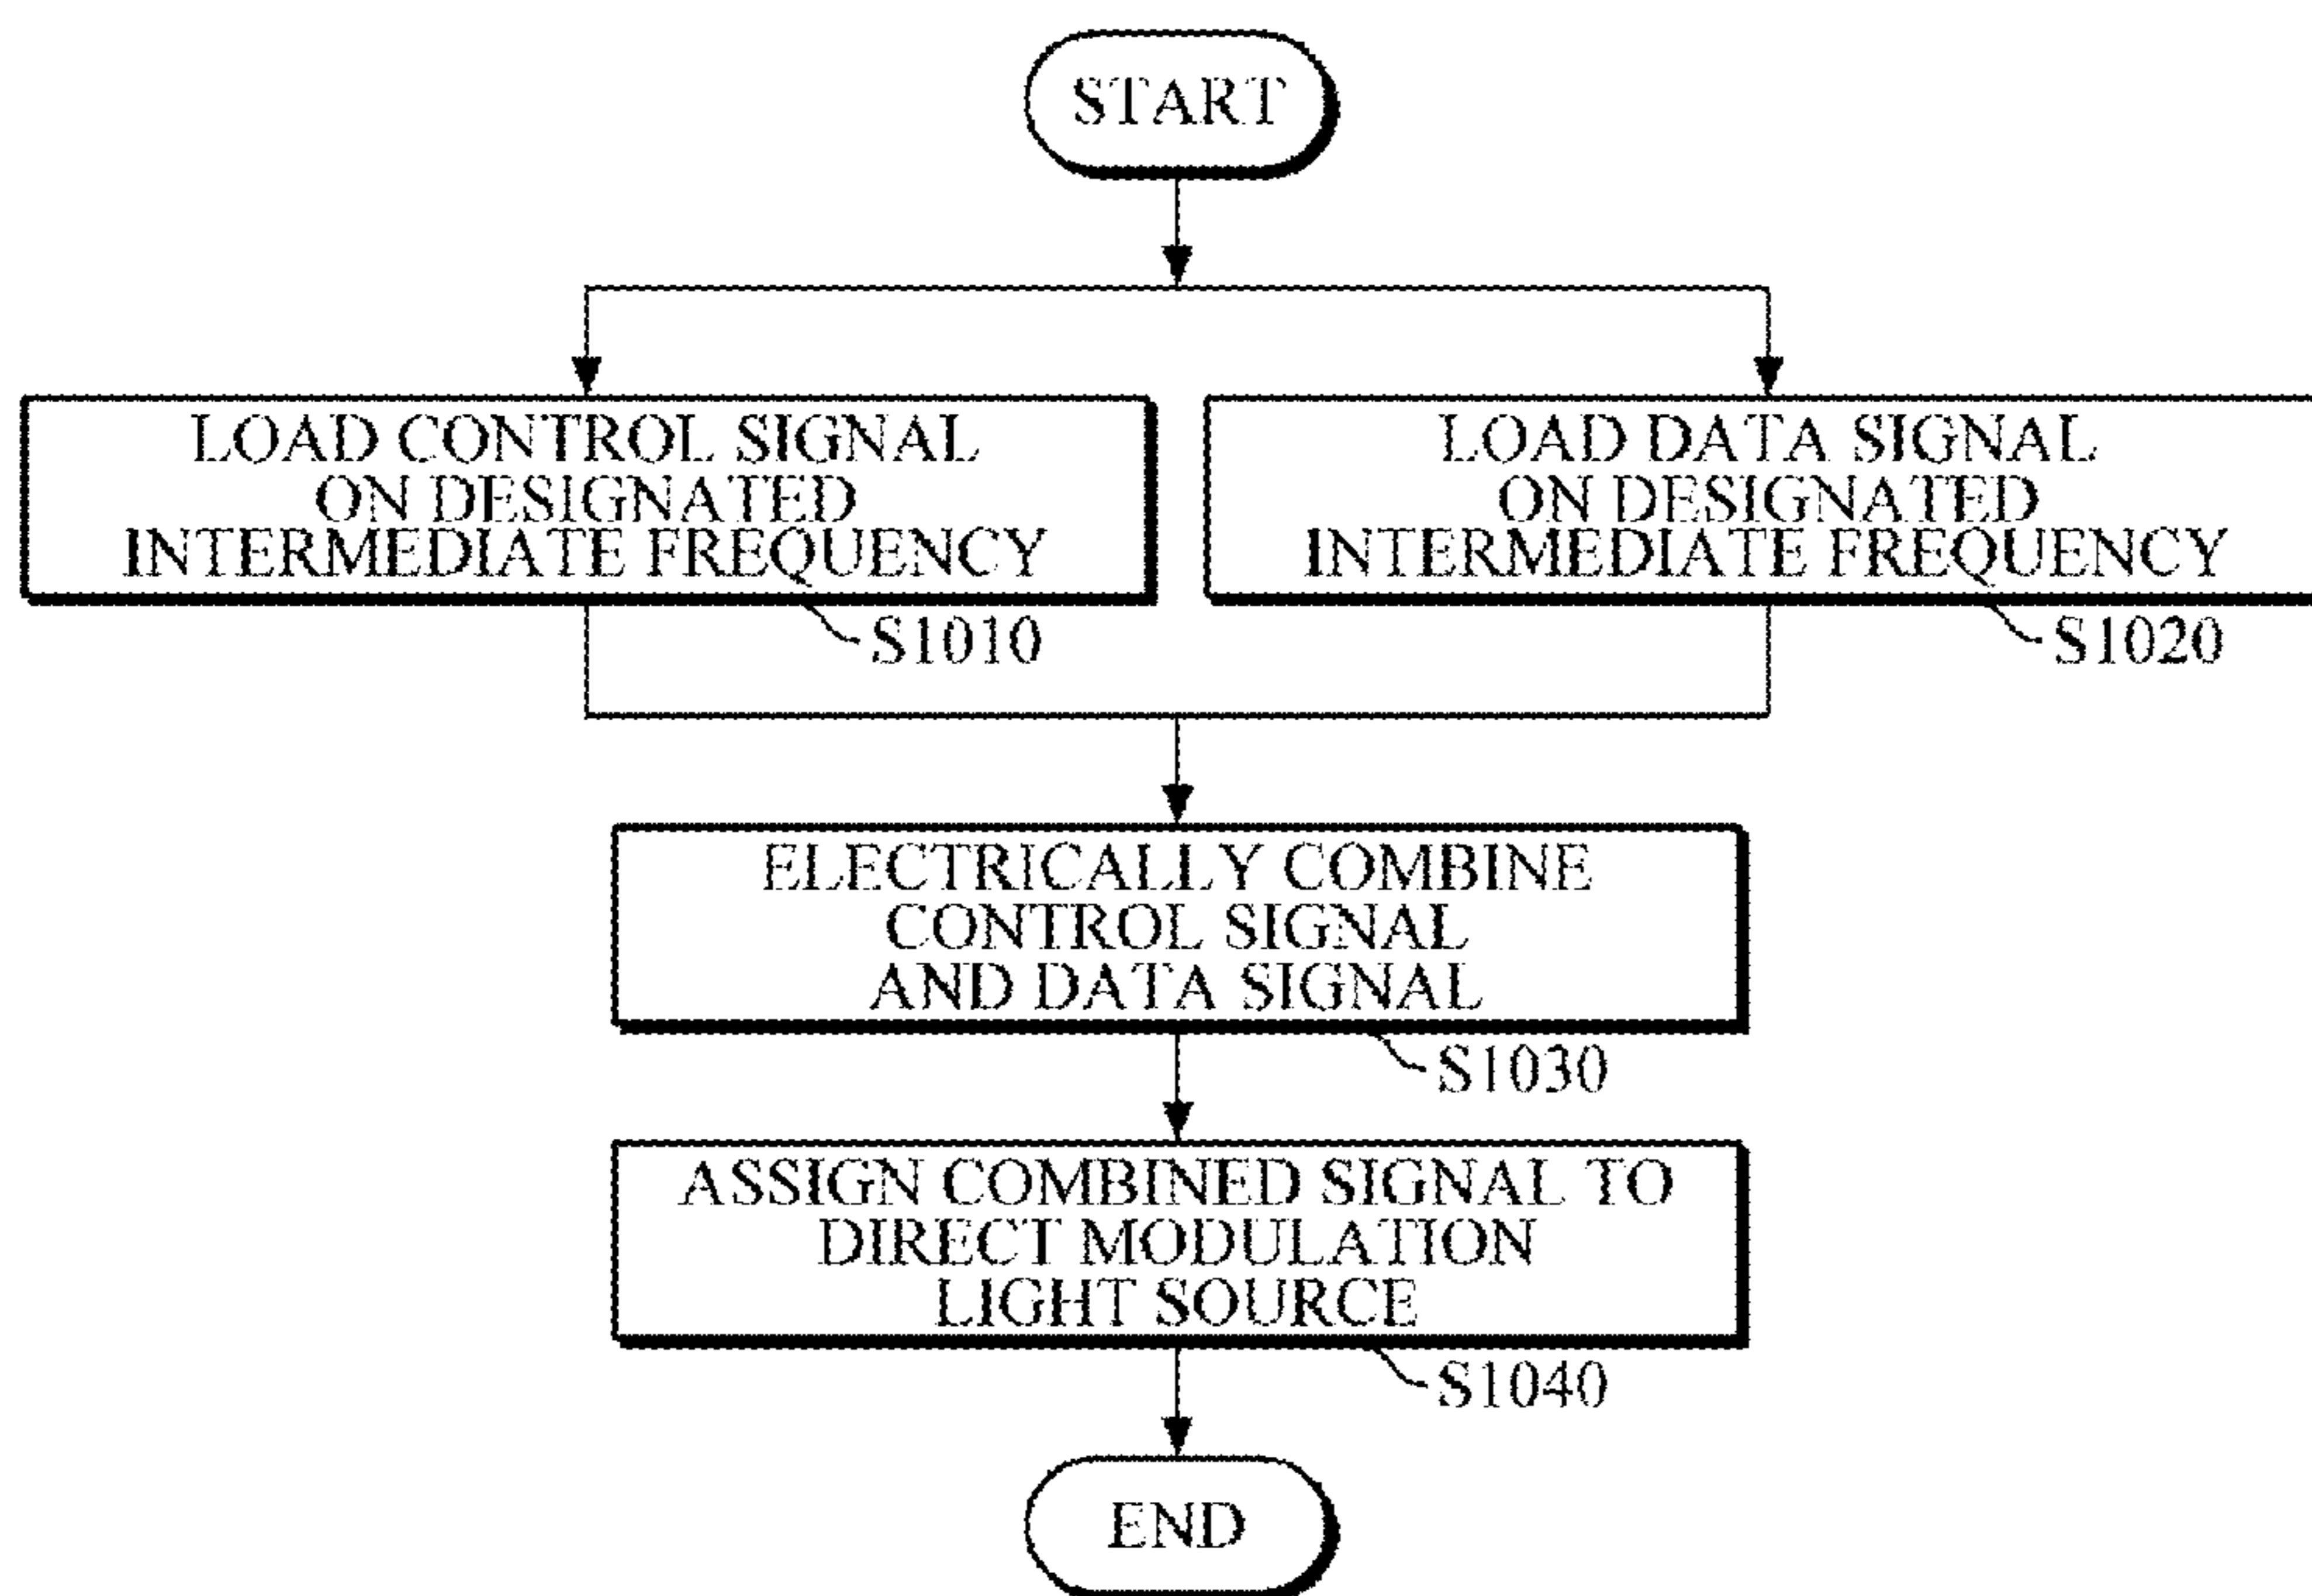 START
LOAD CONTROL SIGNAL
ON DESIGNATED
INTERMEDIATE FREQUENCY
S1010
LOAD DATA SIGNAL
ON DESIGNATED
INTERMEDIATE FREQUENCY
S1020
ELECTRICALLY COMBINE
CONTROL SIGNAL
AND DATA SIGNAL
S1030
ASSIGN COMBINED SIGNAL TO
DIRECT MODULATION
LIGHT SOURCE
S1040
END